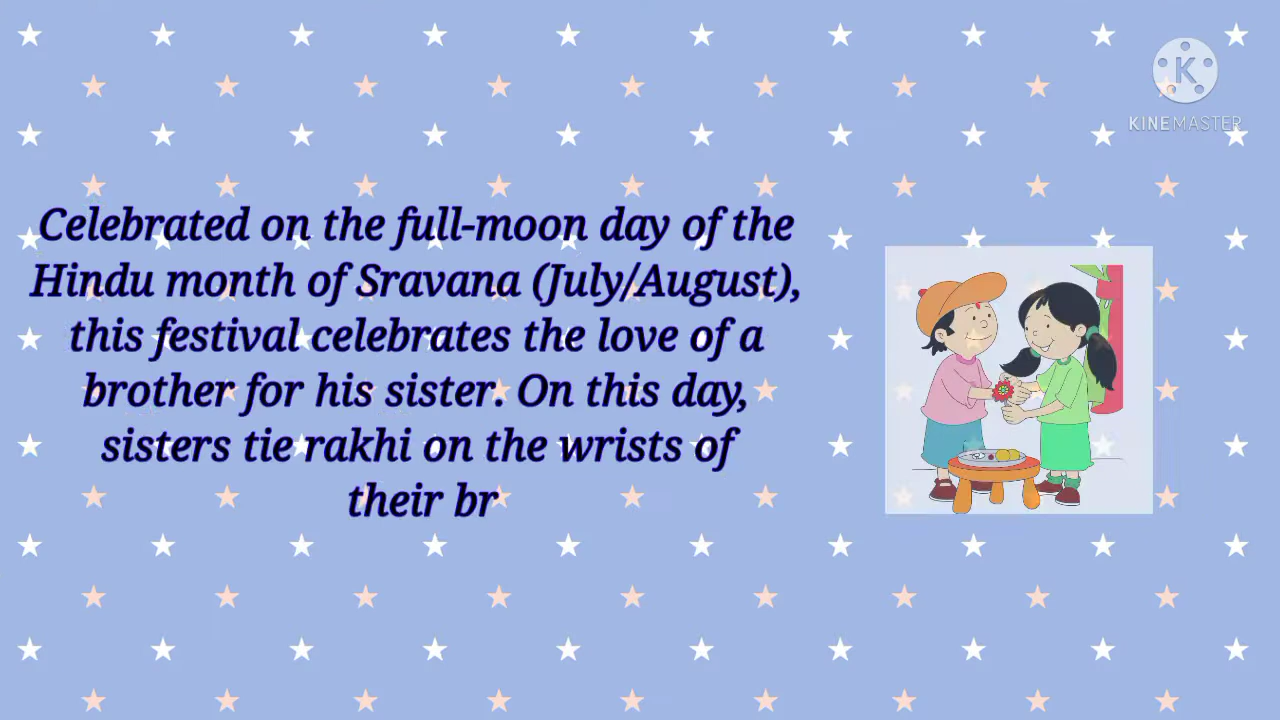 KINEMASTER
Celebrated on the full-moon day of the
Hindu month of Sravana (July/August),
this festival celebrates the love of a
brother for his sister. On this day,
sisters tie rakhi on the wrists of
their br